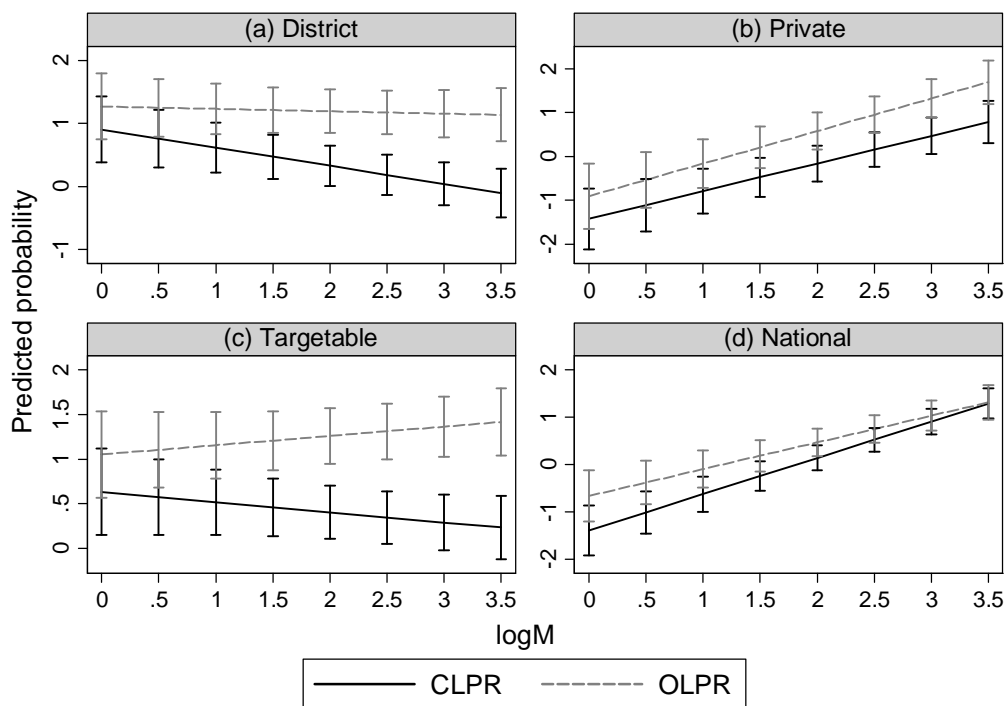 (a) District
(b) Private
2
1
0
-1
0 .5 1 1.5 2 2.5 3 3.5
2
1
0
-1
-2
0 .5 1 1.5 2 2.5 3 3.5
(c) Targetable
(d) National
2
1.5
1
.5
0
0 .5 1 1.5 2 2.5 3 3.5
2
1
0
-1
-2
0 .5 1 1.5 2 2.5 3 3.5
Predicted probability
logM
CLPR OLPR